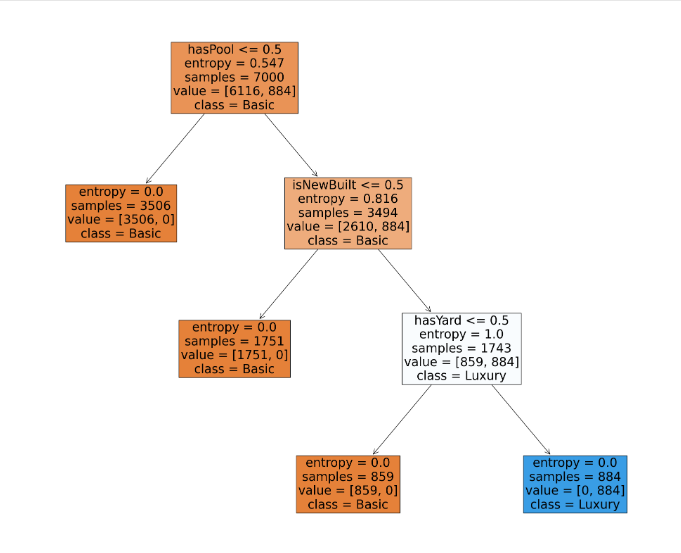 hasPool <= 0.5
entropy = 0.547
samples = 7000
value = [6116, 884]
class = Basic
entropy = 0.0
samples = 3506
value = [3506, 0]
class = Basic
isNewBuilt <= 0.5
entropy = 0.816
samples = 3494
value = [2610, 884]
class = Basic
entropy = 0.0
samples = 1751
value = [1751, 0]
class = Basic
hasYard <= 0.5
entropy = 1.0
samples = 1743
value = [859, 884]
class = Luxury
entropy = 0.0
samples = 859
value = [859, 0]
class = Basic
entropy = 0.0
samples = 884
value = [0, 884]
class = Luxury